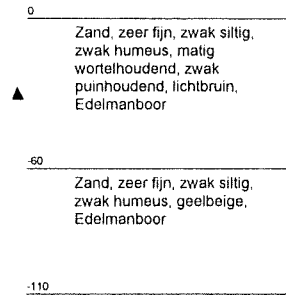 0
Zand, zeer fijn, zwak siltig,
zwak humeus, matig
wortelhoudend, zwak
puinhoudend, lichtbruin,
Edelmanboor
-60
Zand, zeer fijn, zwak siltig,
zwak humeus, geelbeige,
Edelmanboor
-110